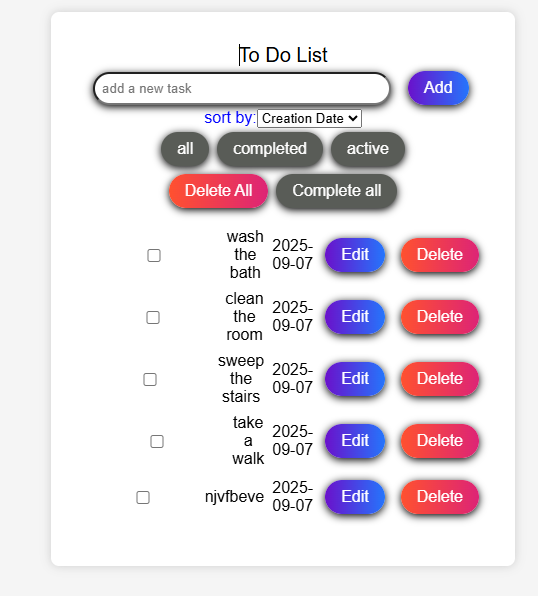 To Do List
add a new task Add
sort by: Creation Date
all completed active
Delete All Complete all
wash
the
bath
2025-
09-07
Edit Delete
clean
the
room
2025-
09-07
Edit Delete
sweep
the
stairs
2025-
09-07
Edit Delete
take
a
walk
2025-
09-07
Edit Delete
njvfbeve
2025-
09-07
Edit Delete